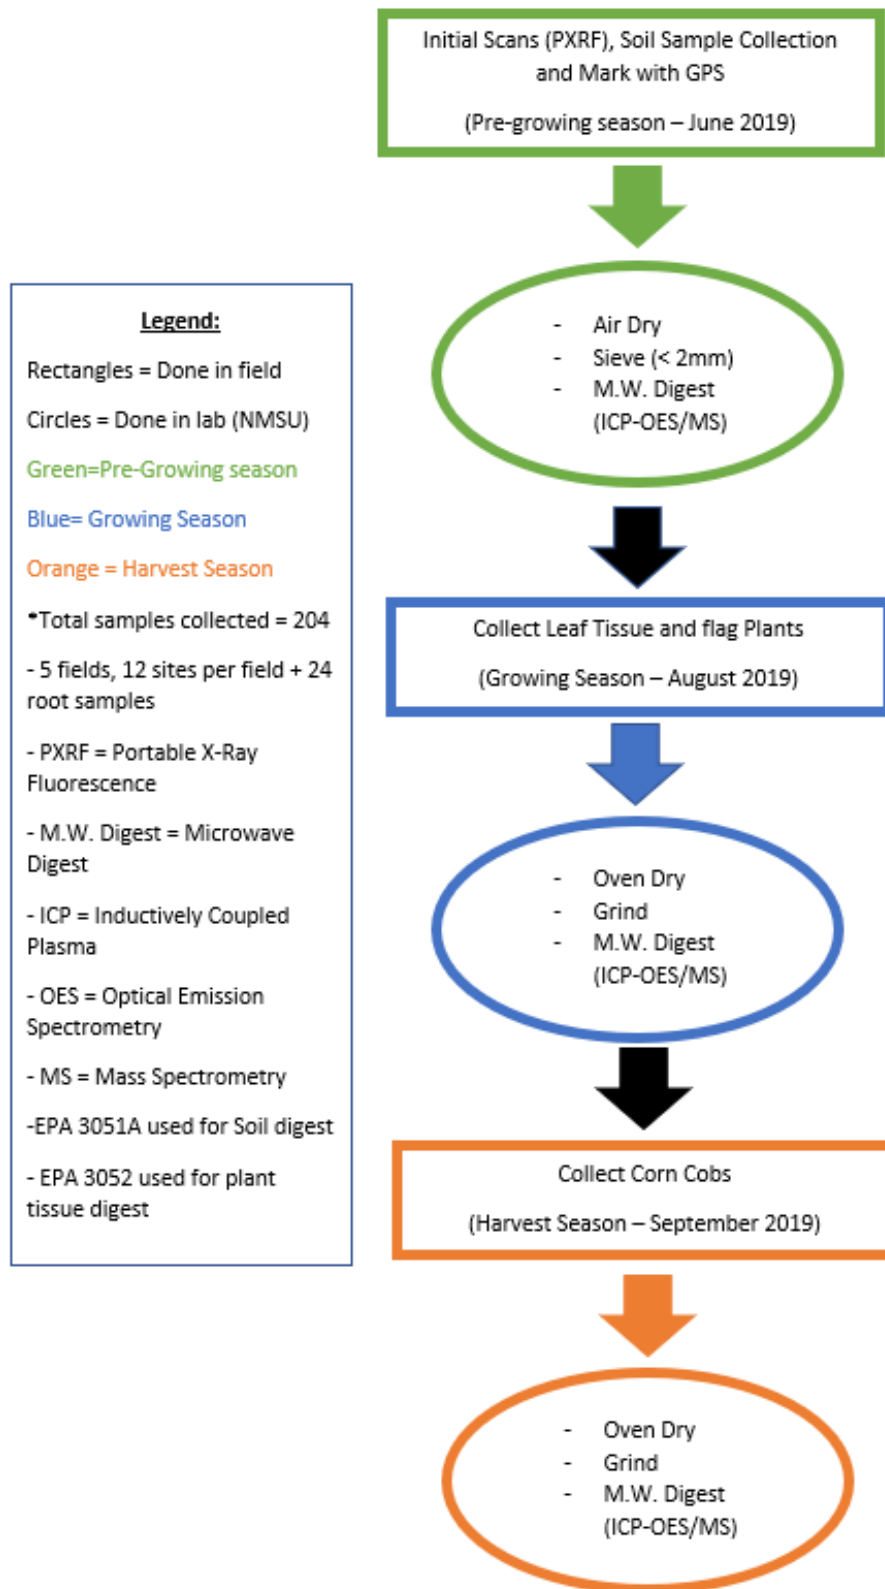 Initial Scans (PXRF), Soil Sample Collection
and Mark with GPS
(Pre-growing season – June 2019)
- Air Dry
- Sieve (< 2mm)
- M.W. Digest
(ICP-OES/MS)
Legend:
Rectangles = Done in field
Circles = Done in lab (NMSU)
Green=Pre-Growing season
Blue= Growing Season
Orange = Harvest Season
*Total samples collected = 204
- 5 fields, 12 sites per field + 24
root samples
- PXRF = Portable X-Ray
Fluorescence
- M.W. Digest = Microwave
Digest
- ICP = Inductively Coupled
Plasma
- OES = Optical Emission
Spectrometry
- MS = Mass Spectrometry
-EPA 3051A used for Soil digest
- EPA 3052 used for plant
tissue digest
Collect Leaf Tissue and flag Plants
(Growing Season – August 2019)
- Oven Dry
- Grind
- M.W. Digest
(ICP-OES/MS)
Collect Corn Cobs
(Harvest Season – September 2019)
- Oven Dry
- Grind
- M.W. Digest
(ICP-OES/MS)